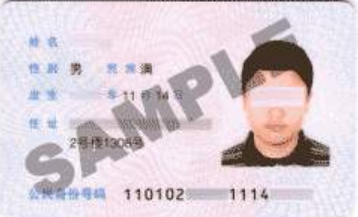 姓名
性别 男 民族 满
出生 年 11 月 14 日
住址
2号楼1308号
公民身份号码 110102 1114
SAMPLE